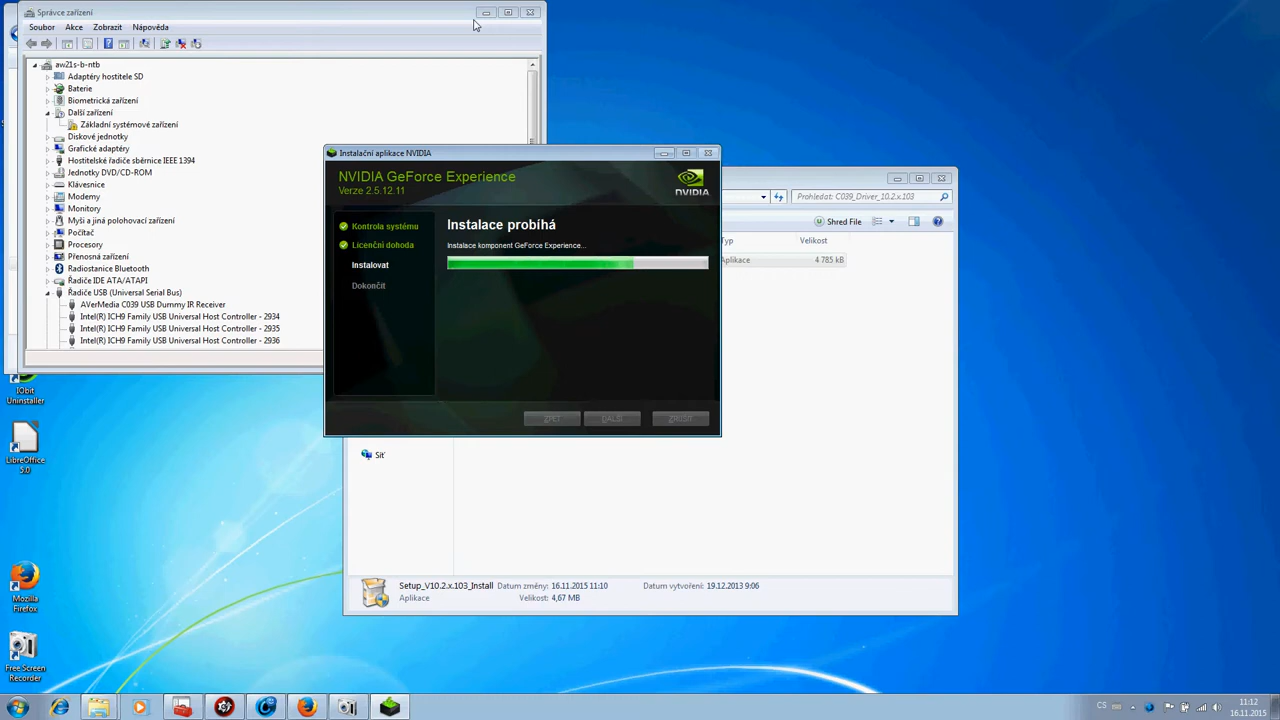 Správce zařízení
Soubor Akce Zobrazit Nápověda
aw21s-b-ntb
Adaptéry hostitele SD
Baterie
Biometrická zařízení
Další zařízení
Základní systémové zařízení
Diskové jednotky
Grafické adaptéry
Hostitelské řadiče sběrnice IEEE 1394
Jednotky DVD/CD-ROM
Klávesnice
Modemy
Monitory
Myši a jiná polohovací zařízení
Počítač
Procesory
Přenosná zařízení
Radiostanice Bluetooth
Řadiče IDE ATA/ATAPI
Řadiče USB (Universal Serial Bus)
AVerMedia C039 USB Dummy IR Receiver
Intel(R) ICH9 Family USB Universal Host Controller - 2934
Intel(R) ICH9 Family USB Universal Host Controller - 2935
Intel(R) ICH9 Family USB Universal Host Controller - 2936
Instalační aplikace NVIDIA
NVIDIA GeForce Experience
Verze 2.5.12.11
NVIDIA
Kontrola systému
Licenční dohoda
Instalovat
Dokončit
Instalace probíhá
Instalace komponent GeForce Experience...
ZPĚT DALŠÍ ZRUŠIT
Prohledat: C039_Driver_10.2.x.103
Shred File
Typ Velikost
Aplikace 4 785 kB
Síť
Setup_V10.2.x.103_Install Datum změny: 16.11.2015 11:10 Datum vytvoření: 19.12.2013 9:06
Aplikace Velikost: 4,67 MB
IObit
Uninstaller
LibreOffice
5.0
Mozilla
Firefox
Free Screen
Recorder
CS
11:12
16.11.2015